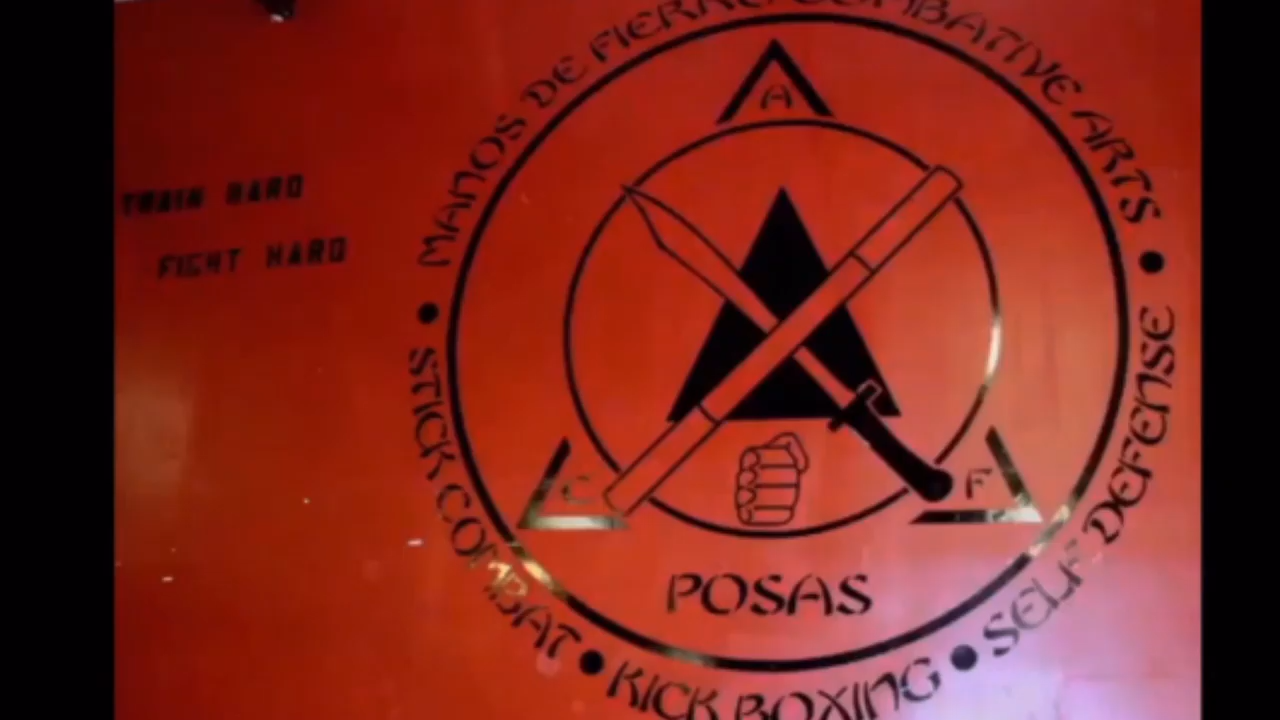 MANOS DE FIERRO COMBATIVE ARTS
TRAIN HARD
FIGHT HARD
A
C
F
POSAS
STICK COMBAT • KICK BOXING • SELF DEFENSE